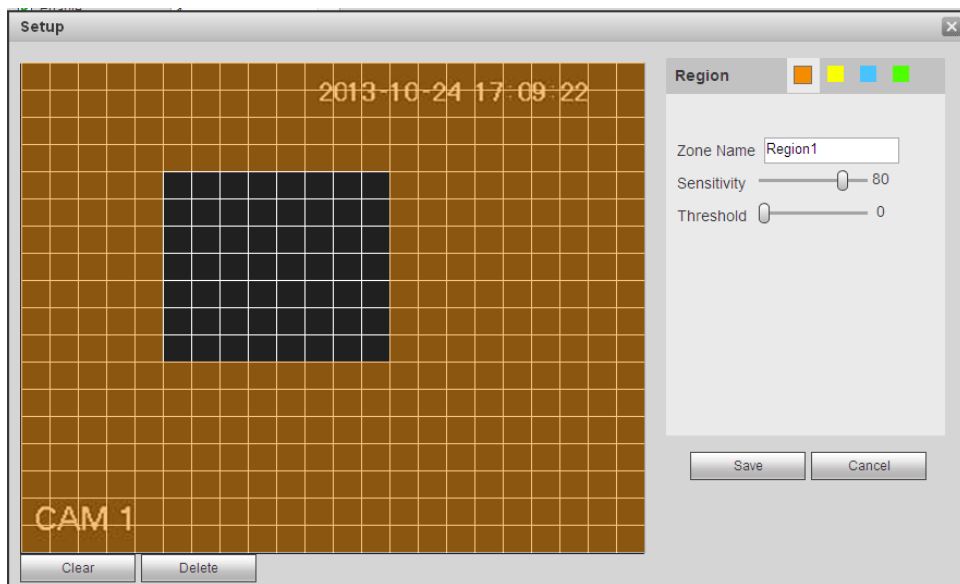 Setup
2013-10-24 17:09:22
Region
Zone Name Region1
Sensitivity 80
Threshold 0
Save Cancel
CAM 1
Clear Delete